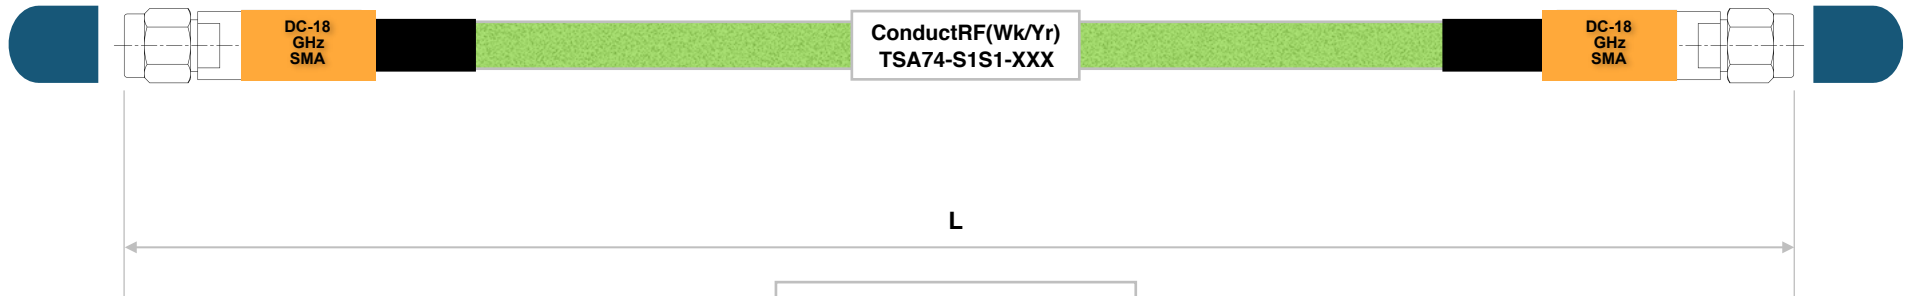 DC-18
GHz
SMA
ConductRF(Wk/Yr)
TSA74-S1S1-XXX
DC-18
GHz
SMA
L